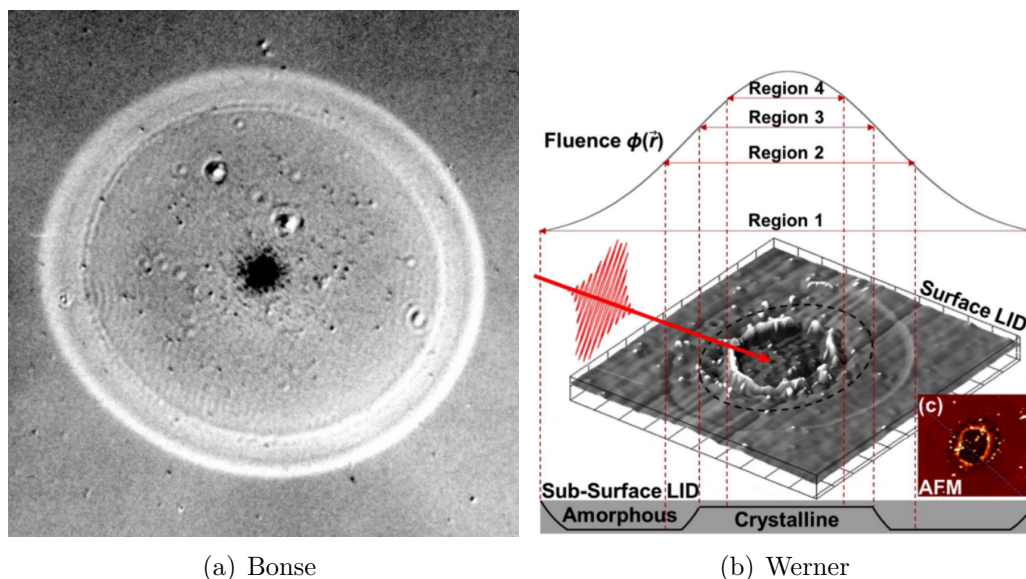 Region 4
Region 3
Fluence ϕ(r⃗)
Region 2
Region 1
Surface LID
(c)
AFM
Sub-Surface LID
Amorphous
Crystalline
(a) Bonse
(b) Werner